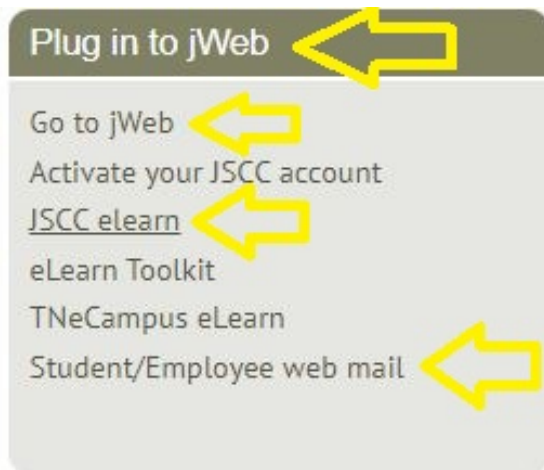 Plug in to jWeb
Go to jWeb
Activate your JSCC account
JSCC elearn
eLearn Toolkit
TNeCampus eLearn
Student/Employee web mail